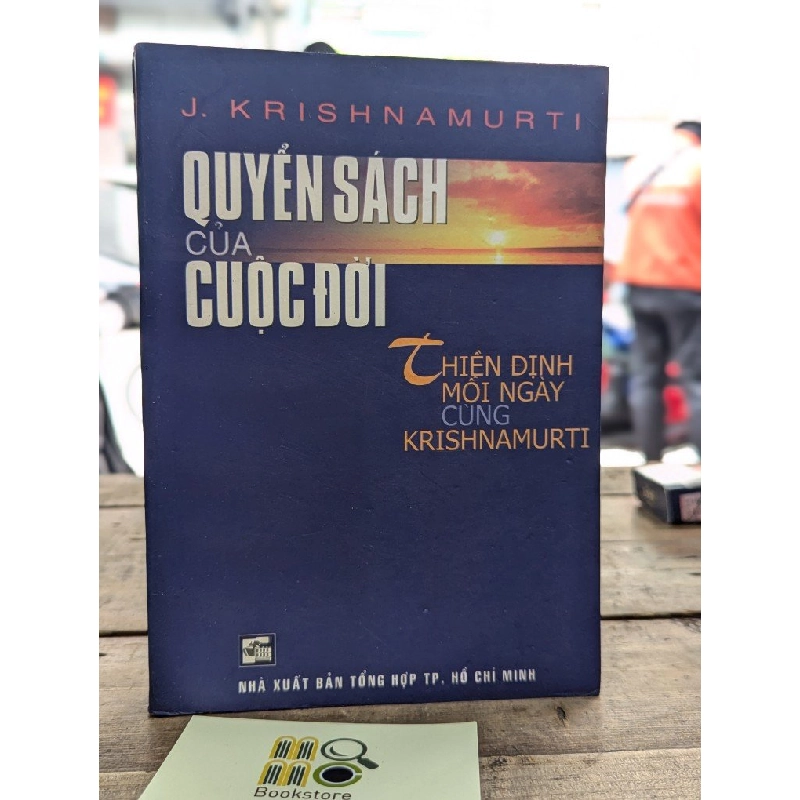 J. KRISHNAMURTI
QUYỂN SÁCH
CỦA
CUỘC ĐỜI
THIỀN ĐỊNH
MỖI NGÀY
CÙNG
KRISHNAMURTI
NHÀ XUẤT BẢN TỔNG HỢP TP. HỒ CHÍ MINH
Bookstore